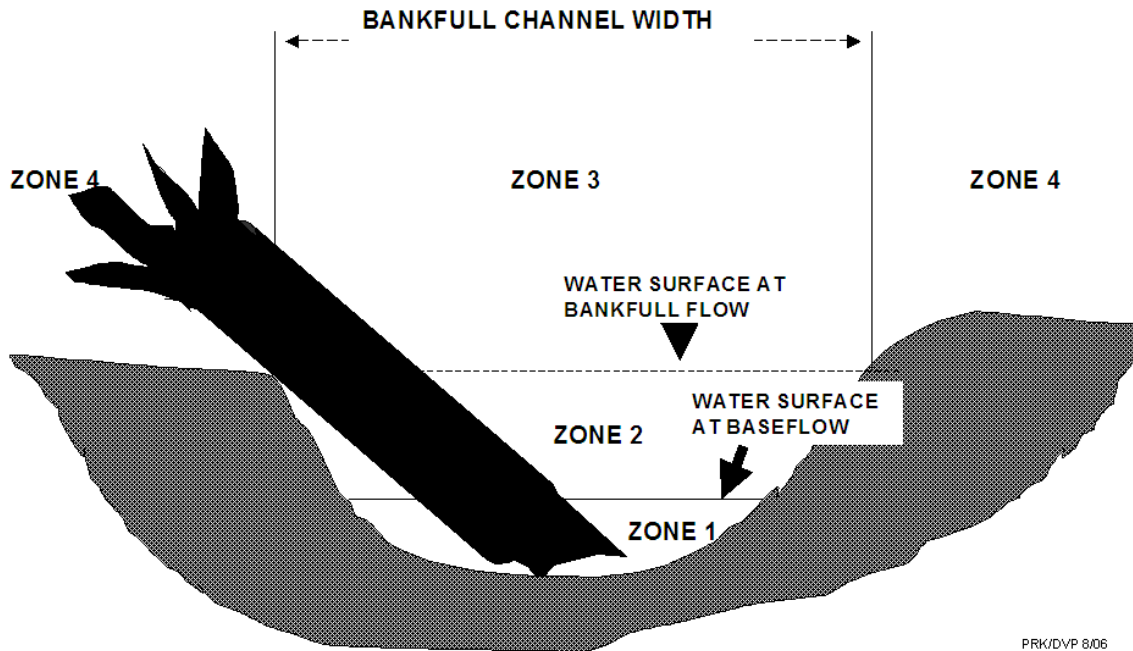 BANKFULL CHANNEL WIDTH
ZONE 4
ZONE 3
ZONE 4
WATER SURFACE AT
BANKFULL FLOW
WATER SURFACE
AT BASEFLOW
ZONE 2
ZONE 1
PRK/DVP 8/06